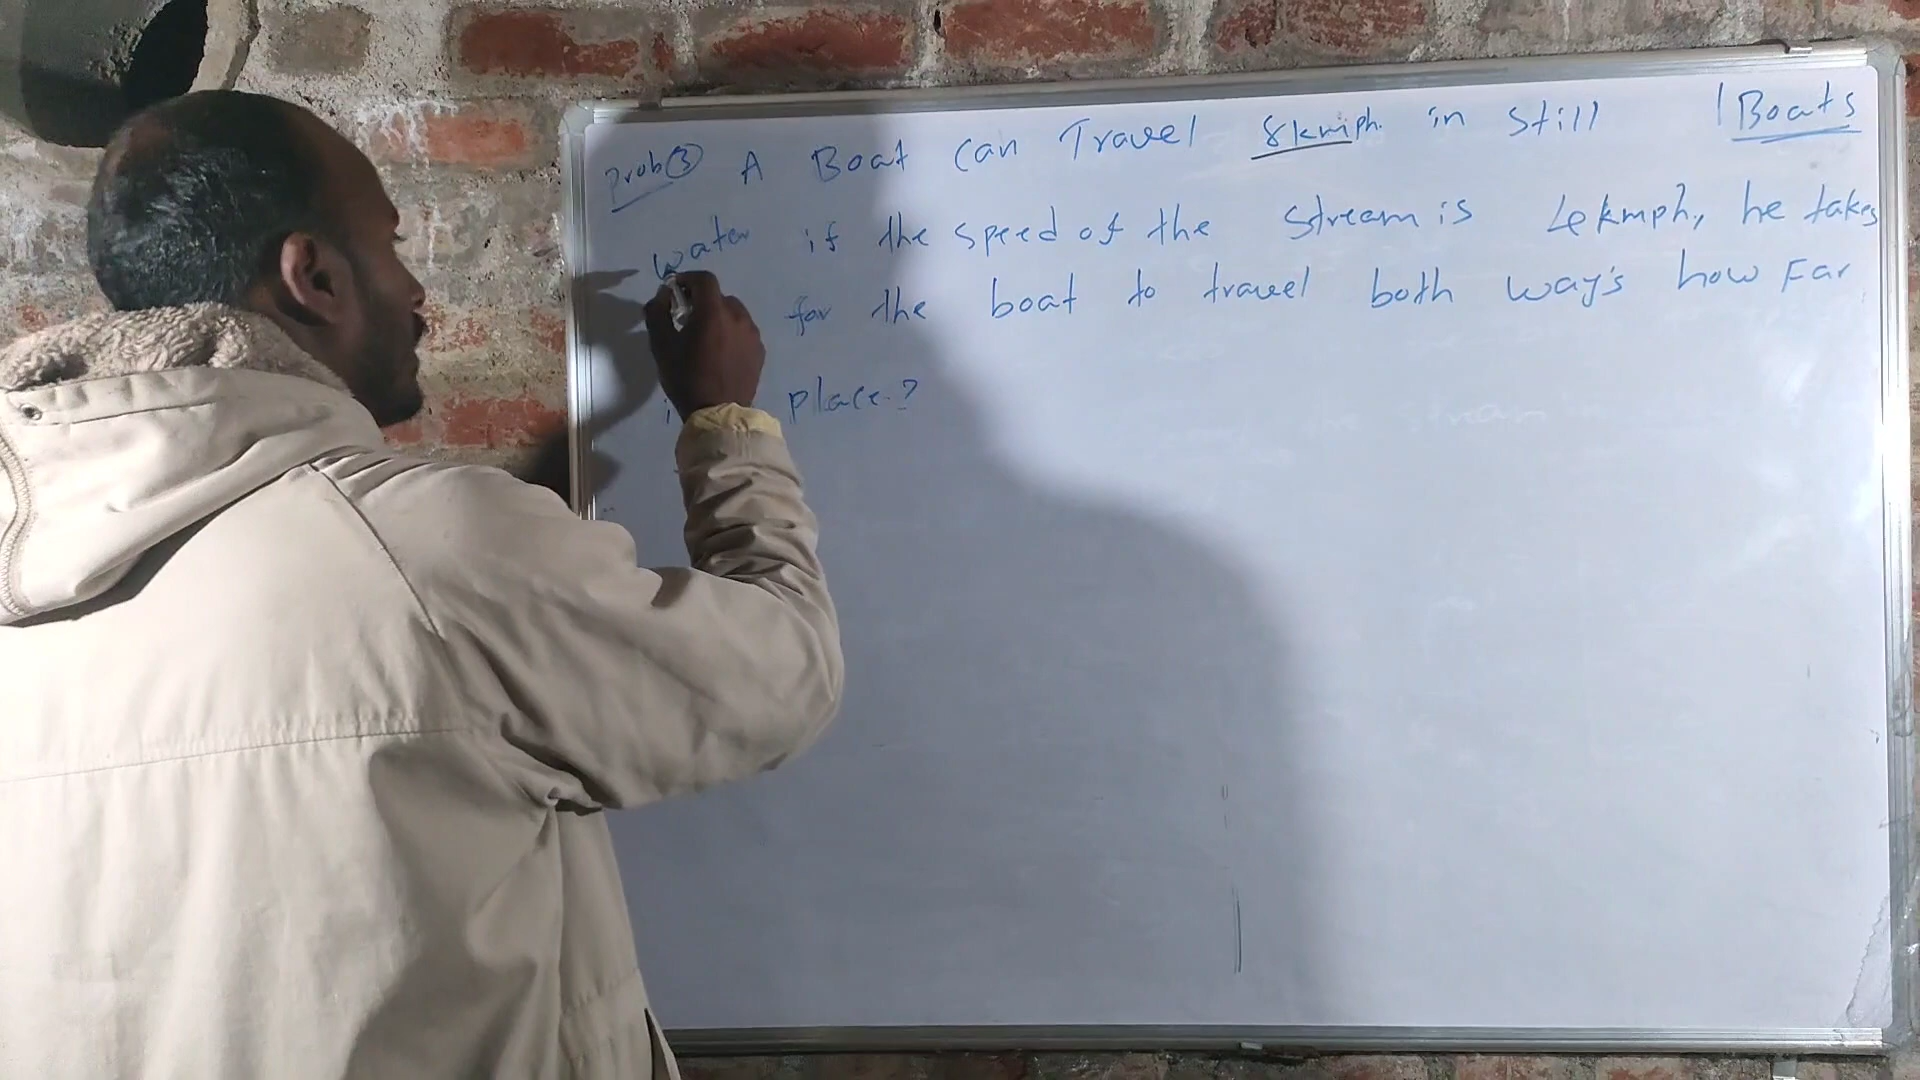 prob③ A Boat can Travel 8kmph. in still
Boats
water if the speed of the stream is 4kmph, he takes
for the boat to travel both way's how Far
place.?